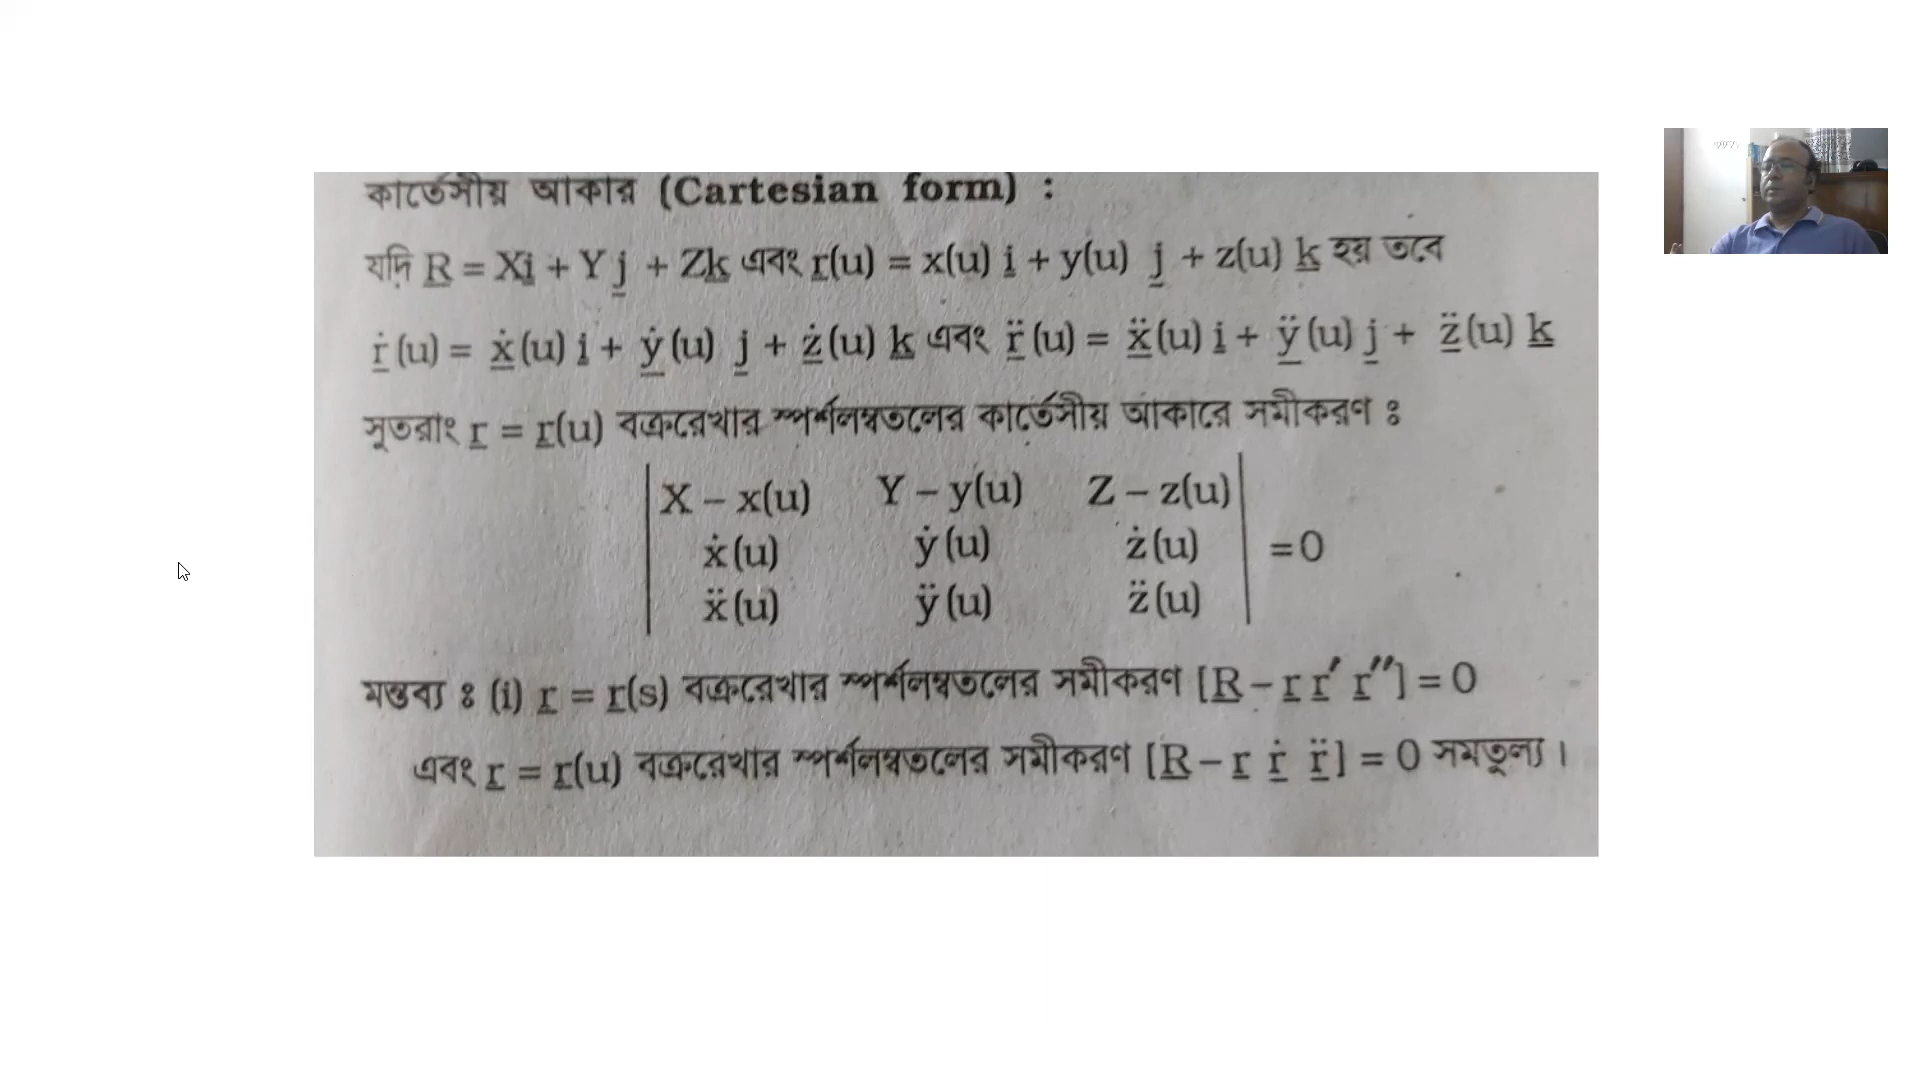 কার্তেসীয় আকার (Cartesian form) :
যদি R = Xi + Y j + Zk এবং r(u) = x(u) i + y(u) j + z(u) k হয় তবে
ṙ (u) = ẋ (u) i + ẏ (u) j + ż (u) k এবং r̈ (u) = ẍ (u) i + ÿ (u) j + z̈ (u) k
সুতরাং r = r(u) বক্ররেখার স্পর্শলম্বতলের কার্তেসীয় আকারে সমীকরণ ঃ
| X – x(u) Y – y(u) Z – z(u) |
ẋ (u) ẏ (u) ż (u) = 0
ẍ (u) ÿ (u) z̈ (u)
মন্তব্য ঃ (i) r = r(s) বক্ররেখার স্পর্শলম্বতলের সমীকরণ [R – r r′ r″] = 0
এবং r = r(u) বক্ররেখার স্পর্শলম্বতলের সমীকরণ [R – r ṙ r̈] = 0 সমতুল্য।